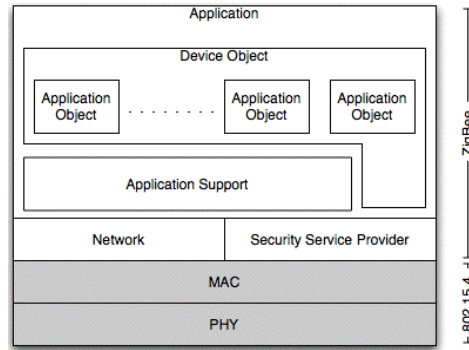 Application
Device Object
Application
Object
Application
Object
Application
Object
Application Support
Network
Security Service Provider
MAC
PHY
ZigBee
802.15.4